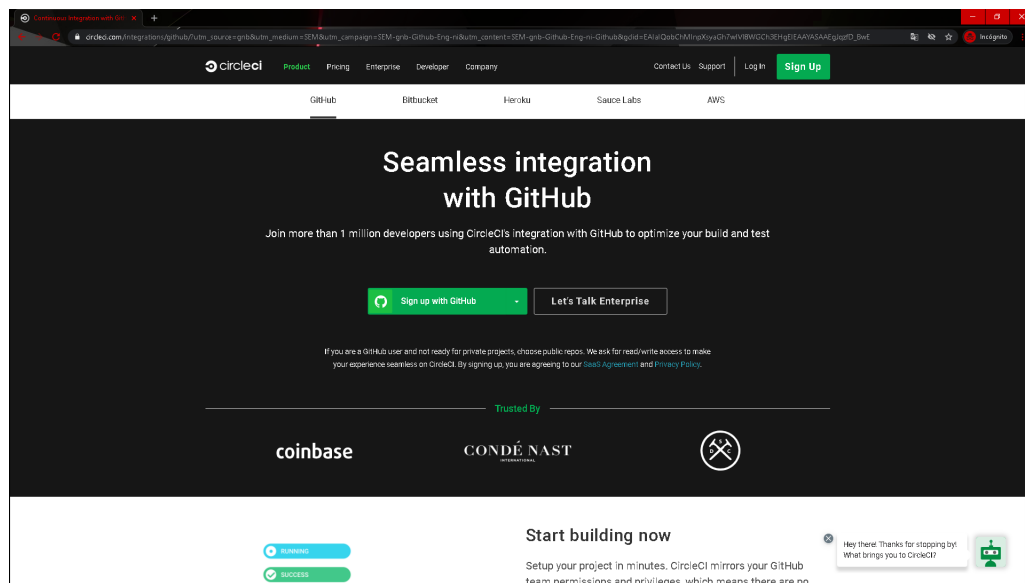 Continuous Integration with Git
circleci.com/integrations/github/?utm_source=gnb&utm_medium=SEM&utm_campaign=SEM-gnb-Github-Eng-ni&utm_content=SEM-gnb-Github-Eng-ni-Github&gclid=
Incógnito
circleci Product Pricing Enterprise Developer Company Contact Us Support Log In Sign Up
GitHub Bitbucket Heroku Sauce Labs AWS
Seamless integration
with GitHub
Join more than 1 million developers using CircleCI's integration with GitHub to optimize your build and test
automation.
Sign up with GitHub Let's Talk Enterprise
If you are a GitHub user and not ready for private projects, choose public repos. We ask for read/write access to make
your experience seamless on CircleCI. By signing up, you are agreeing to our SaaS Agreement and Privacy Policy.
Trusted By
coinbase CONDÉ NAST
INTERNATIONAL
D S C
Start building now
RUNNING
SUCCESS
Setup your project in minutes. CircleCI mirrors your GitHub
team permissions and privileges, which means there are no
Hey there! Thanks for stopping by!
What brings you to CircleCI?